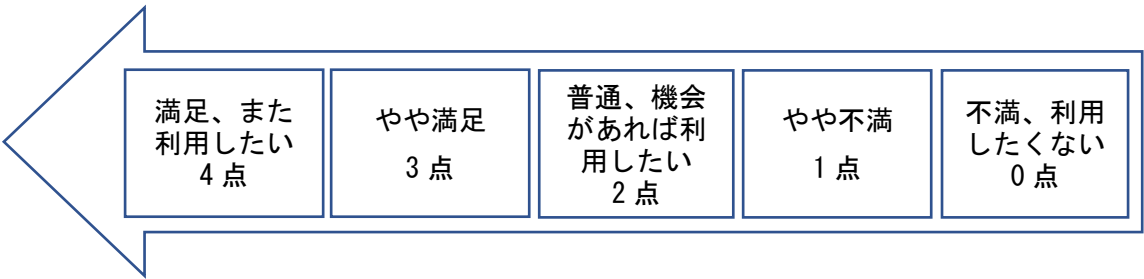 満足、また
利用したい
4点
やや満足
3点
普通、機会
があれば利
用したい
2点
やや不満
1点
不満、利用
したくない
0点